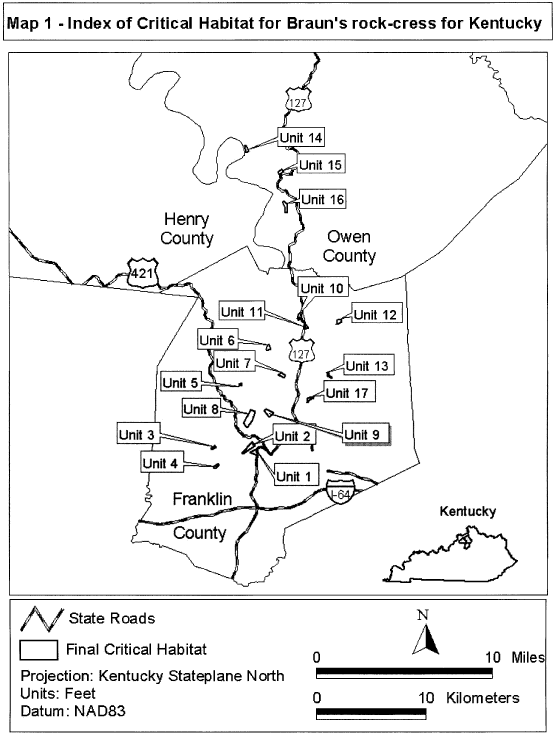 Map 1 - Index of Critical Habitat for Braun's rock-cress for Kentucky
127
Unit 14
Unit 15
Unit 16
Henry
County
Owen
County
421
Unit 10
Unit 11
Unit 12
Unit 6
127
Unit 7
Unit 13
Unit 5
Unit 17
Unit 8
Unit 3
Unit 2
Unit 9
Unit 4
Unit 1
Franklin
County
I-64
Kentucky
State Roads
Final Critical Habitat
Projection: Kentucky Stateplane North
Units: Feet
Datum: NAD83
N
0 10 Miles
0 10 Kilometers